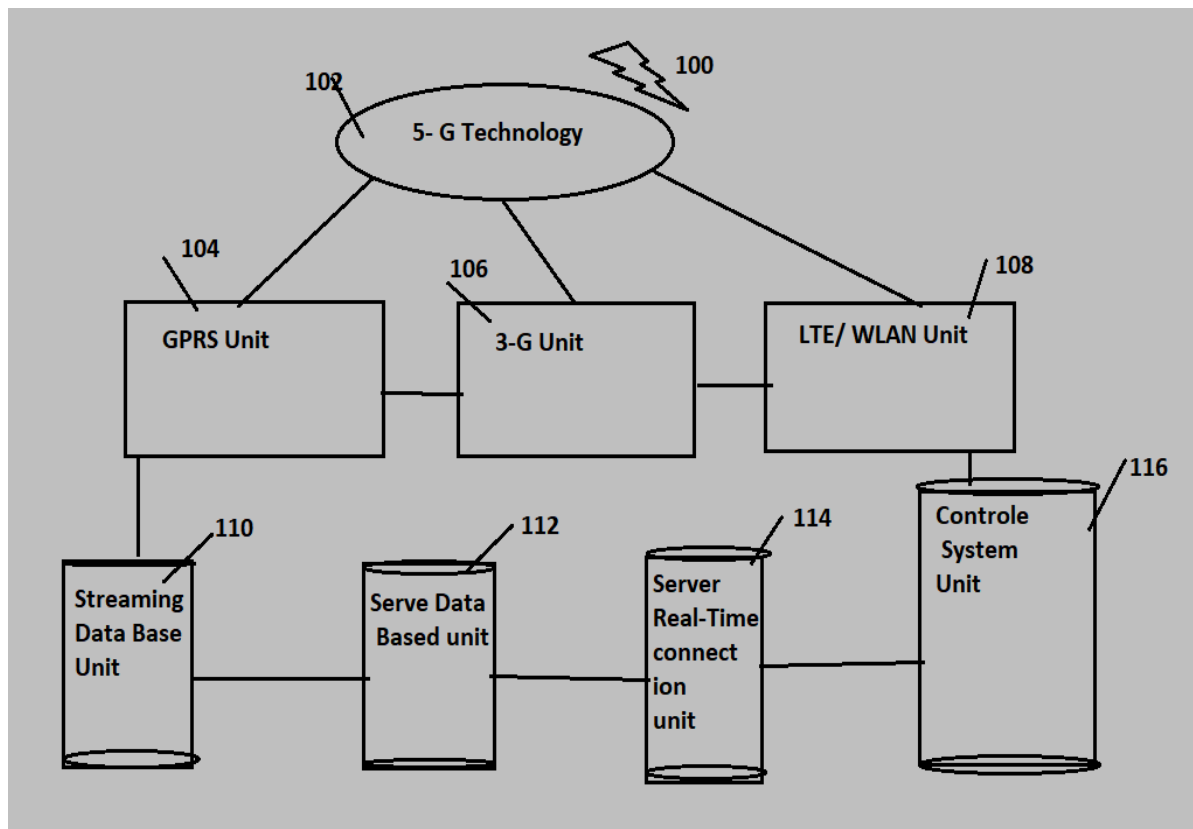 100
102
5- G Technology
104
106
108
GPRS Unit
3-G Unit
LTE/ WLAN Unit
110
112
114
116
Streaming
Data Base
Unit
Serve Data
Based unit
Server
Real-Time
connect
ion
unit
Controle
System
Unit